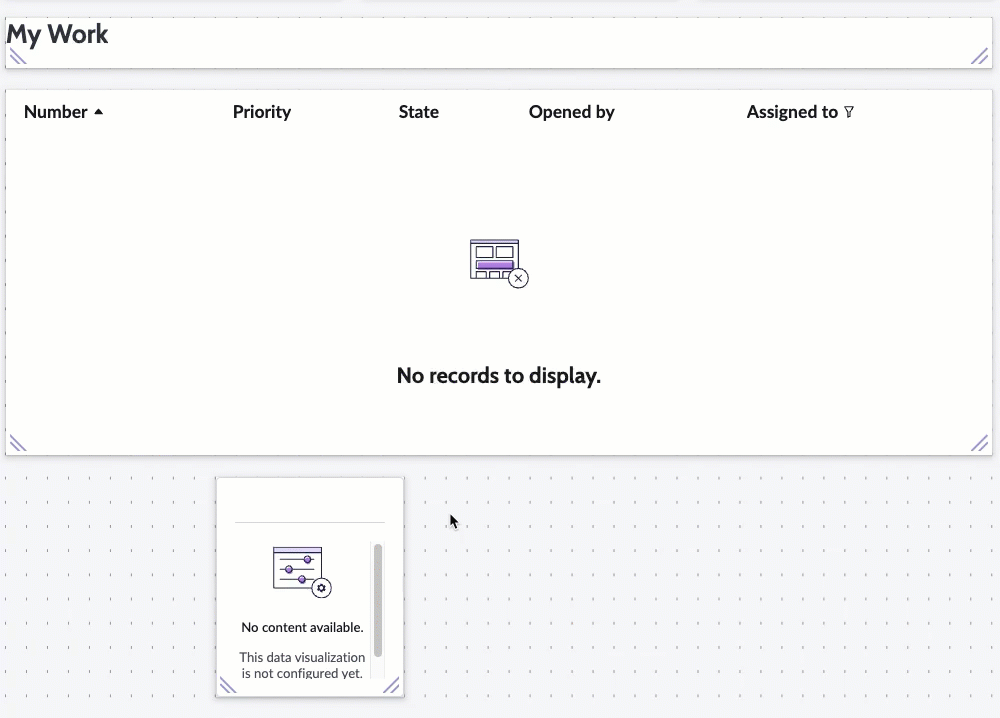 My Work
Number Priority State Opened by Assigned to
No records to display.
No content available.
This data visualization
is not configured yet.